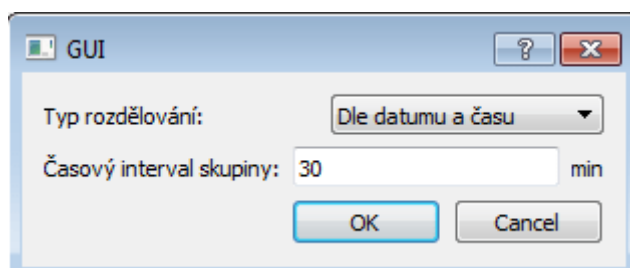 GUI
Typ rozdělování: Dle datumu a času
Časový interval skupiny: 30 min
OK Cancel